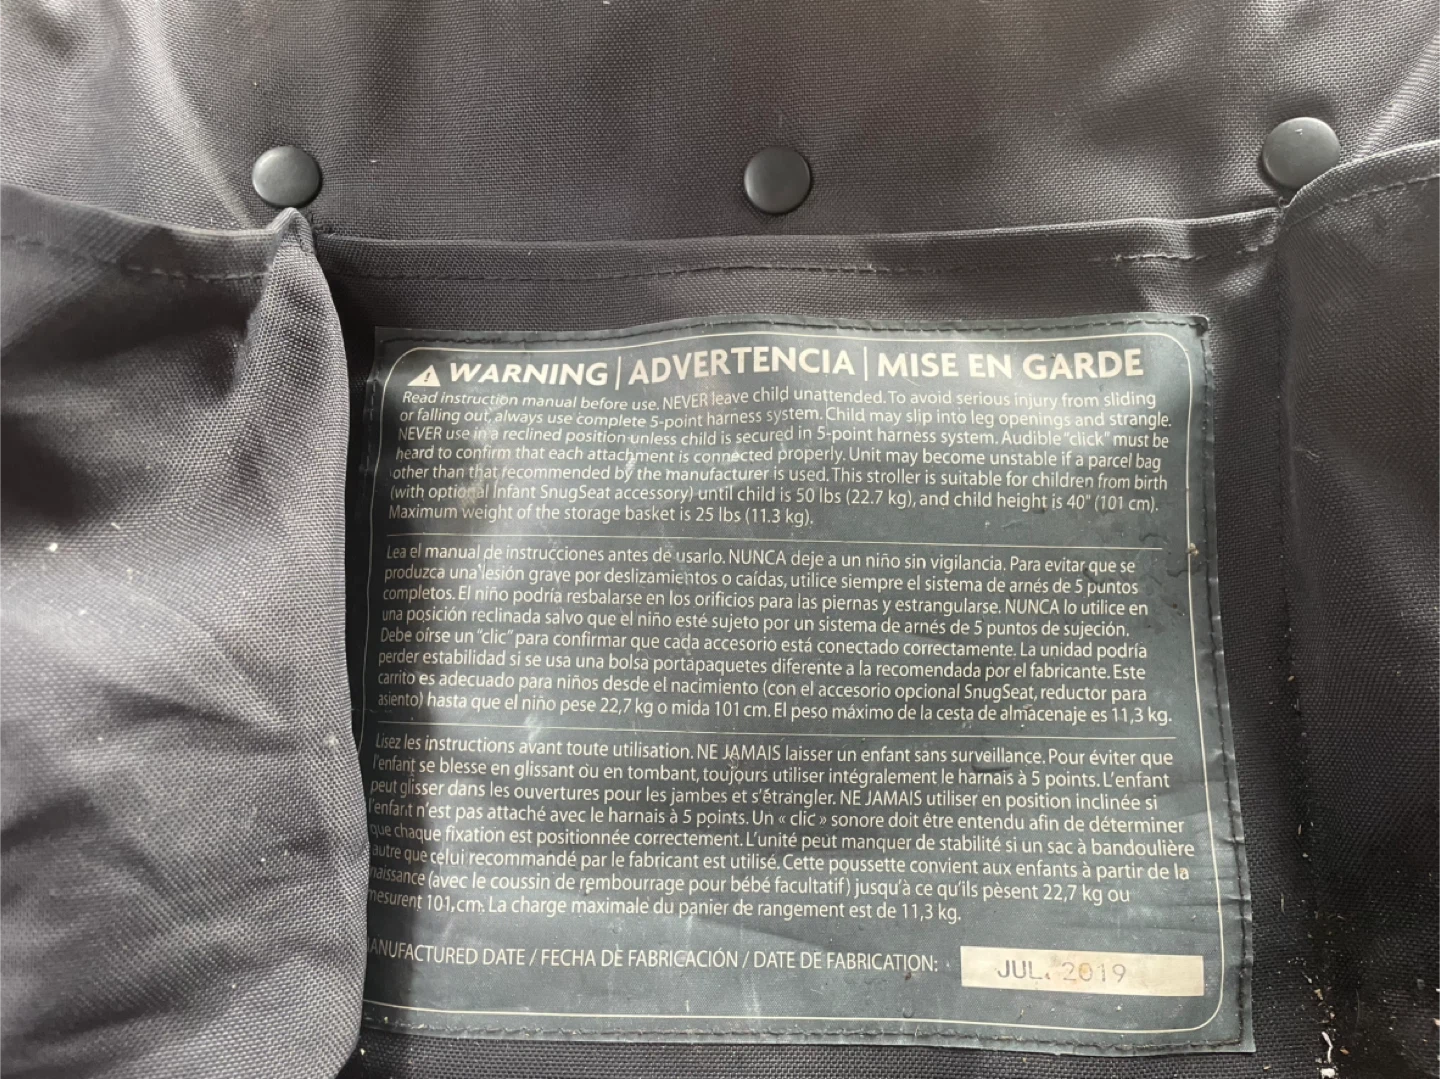 WARNING | ADVERTENCIA | MISE EN GARDE
Read instruction manual before use. NEVER leave child unattended. To avoid serious injury from sliding
or falling out, always use complete 5-point harness system. Child may slip into leg openings and strangle.
NEVER use in a reclined position unless child is secured in 5-point harness system. Audible "click" must be
heard to confirm that each attachment is connected properly. Unit may become unstable if a parcel bag
other than that recommended by the manufacturer is used. This stroller is suitable for children from birth
(with optional Infant SnugSeat accessory) until child is 50 lbs (22.7 kg), and child height is 40" (101 cm).
Maximum weight of the storage basket is 25 lbs (11.3 kg).
Lea el manual de instrucciones antes de usarlo. NUNCA deje a un niño sin vigilancia. Para evitar que se
produzca una lesión grave por deslizamientos o caídas, utilice siempre el sistema de arnés de 5 puntos
completos. El niño podría resbalarse en los orificios para las piernas y estrangularse. NUNCA lo utilice en
una posición reclinada salvo que el niño esté sujeto por un sistema de arnés de 5 puntos de sujeción.
Debe oírse un "clic" para confirmar que cada accesorio está conectado correctamente. La unidad podría
perder estabilidad si se usa una bolsa portapaquetes diferente a la recomendada por el fabricante. Este
carrito es adecuado para niños desde el nacimiento (con el accesorio opcional SnugSeat, reductor para
asiento) hasta que el niño pese 22,7 kg o mida 101 cm. El peso máximo de la cesta de almacenaje es 11,3 kg.
Lisez les instructions avant toute utilisation. NE JAMAIS laisser un enfant sans surveillance. Pour éviter que
l'enfant se blesse en glissant ou en tombant, toujours utiliser intégralement le harnais à 5 points. L'enfant
peut glisser dans les ouvertures pour les jambes et s'étrangler. NE JAMAIS utiliser en position inclinée si
l'enfant n'est pas attaché avec le harnais à 5 points. Un « clic » sonore doit être entendu afin de déterminer
que chaque fixation est positionnée correctement. L'unité peut manquer de stabilité si un sac à bandoulière
autre que celui recommandé par le fabricant est utilisé. Cette poussette convient aux enfants à partir de la
naissance (avec le coussin de rembourrage pour bébé facultatif) jusqu'à ce qu'ils pèsent 22,7 kg ou
mesurent 101,cm. La charge maximale du panier de rangement est de 11,3 kg.
MANUFACTURED DATE / FECHA DE FABRICACIÓN / DATE DE FABRICATION: JUL. 2019